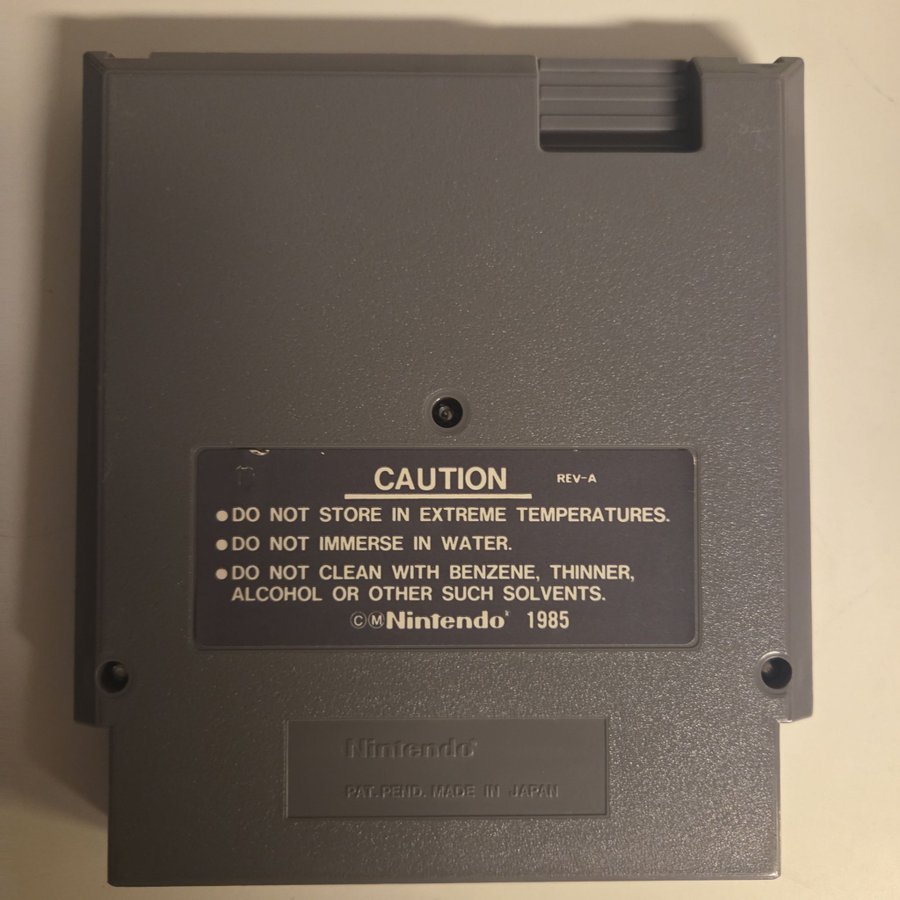 CAUTION REV-A
●DO NOT STORE IN EXTREME TEMPERATURES.
●DO NOT IMMERSE IN WATER.
●DO NOT CLEAN WITH BENZENE, THINNER,
ALCOHOL OR OTHER SUCH SOLVENTS.
©ⓂNintendo 1985
Nintendo
PAT. PEND. MADE IN JAPAN